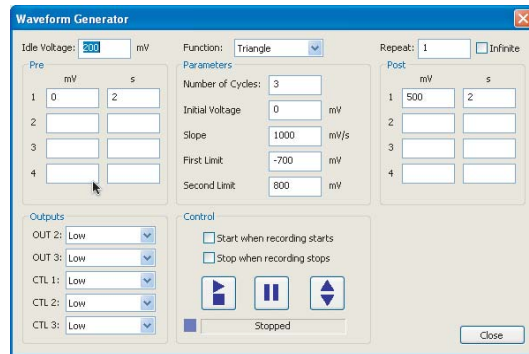 Waveform Generator
Idle Voltage: 200 mV Function: Triangle Repeat: 1 Infinite
Pre
mV s
1 0 2
2
3
4
Parameters
Number of Cycles: 3
Initial Voltage 0 mV
Slope 1000 mV/s
First Limit -700 mV
Second Limit 800 mV
Post
mV s
1 500 2
2
3
4
Outputs
OUT 2: Low
OUT 3: Low
CTL 1: Low
CTL 2: Low
CTL 3: Low
Control
Start when recording starts
Stop when recording stops
Stopped
Close